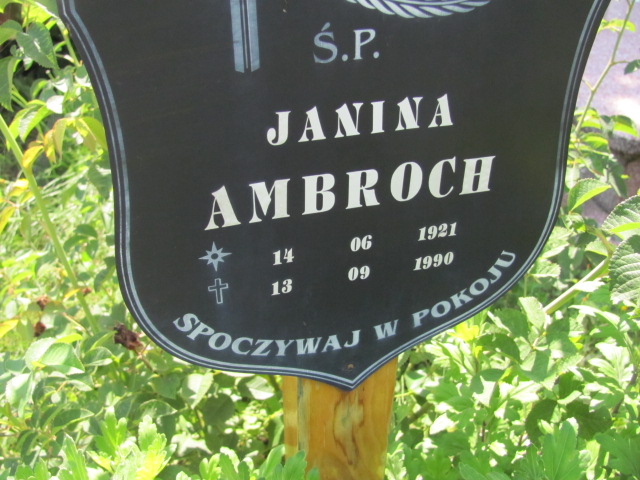 Ś.P.
JANINA
AMBROCH
14 06 1921
13 09 1990
SPOCZYWAJ W POKOJU